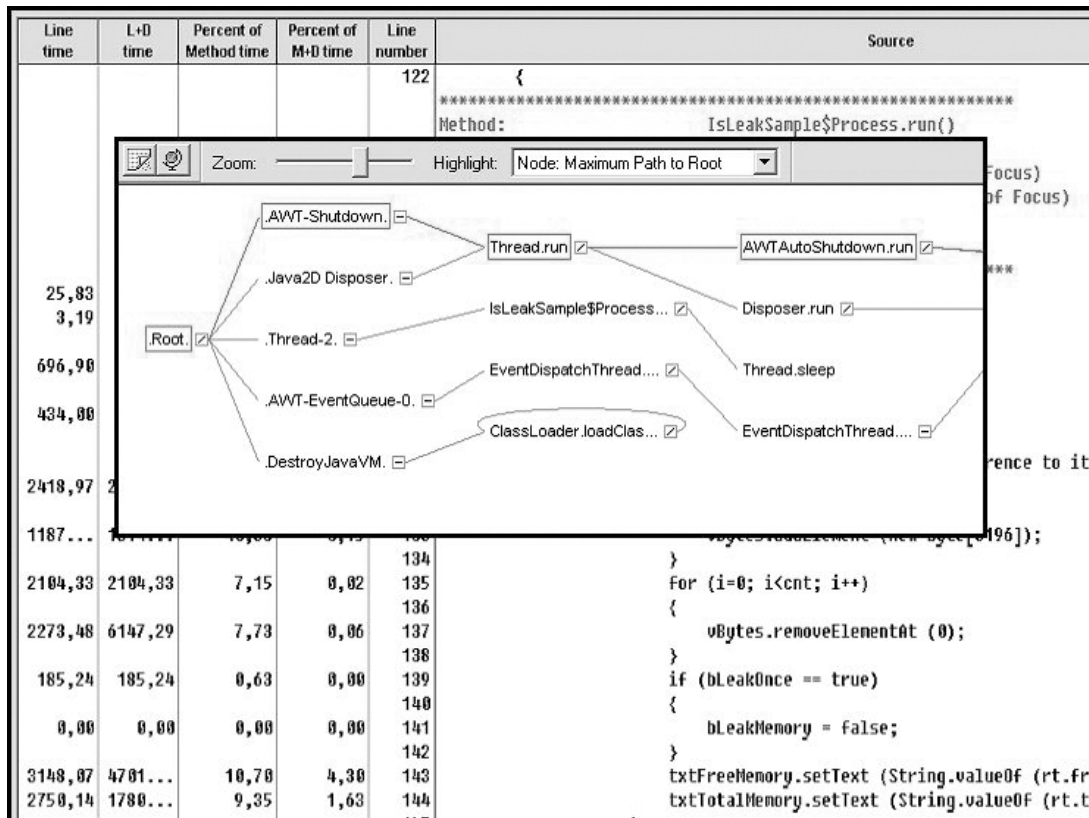 Line time L+D time Percent of Method time Percent of M+D time Line number Source
122 {
************************************************************
Method: IsLeakSample$Process.run()
Zoom: Highlight: Node: Maximum Path to Root
Focus)
of Focus)
.AWT-Shutdown.
Thread.run AWTAutoShutdown.run
***
.Java2D Disposer.
25,83
3,19
IsLeakSample$Process... Disposer.run
.Root. .Thread-2.
696,90
EventDispatchThread.... Thread.sleep
.AWT-EventQueue-0.
434,00
ClassLoader.loadClas... EventDispatchThread....
.DestroyJavaVM.
rence to it
2418,97 2
1187...
134 }
2104,33 2104,33 7,15 0,02 135 for (i=0; i<cnt; i++)
136 {
2273,48 6147,29 7,73 0,06 137 vBytes.removeElementAt (0);
138 }
185,24 185,24 0,63 0,00 139 if (bLeakOnce == true)
140 {
0,00 0,00 0,00 0,00 141 bLeakMemory = false;
142 }
3148,07 4701... 10,70 4,30 143 txtFreeMemory.setText (String.valueOf (rt.fr
2750,14 1780... 9,35 1,63 144 txtTotalMemory.setText (String.valueOf (rt.t